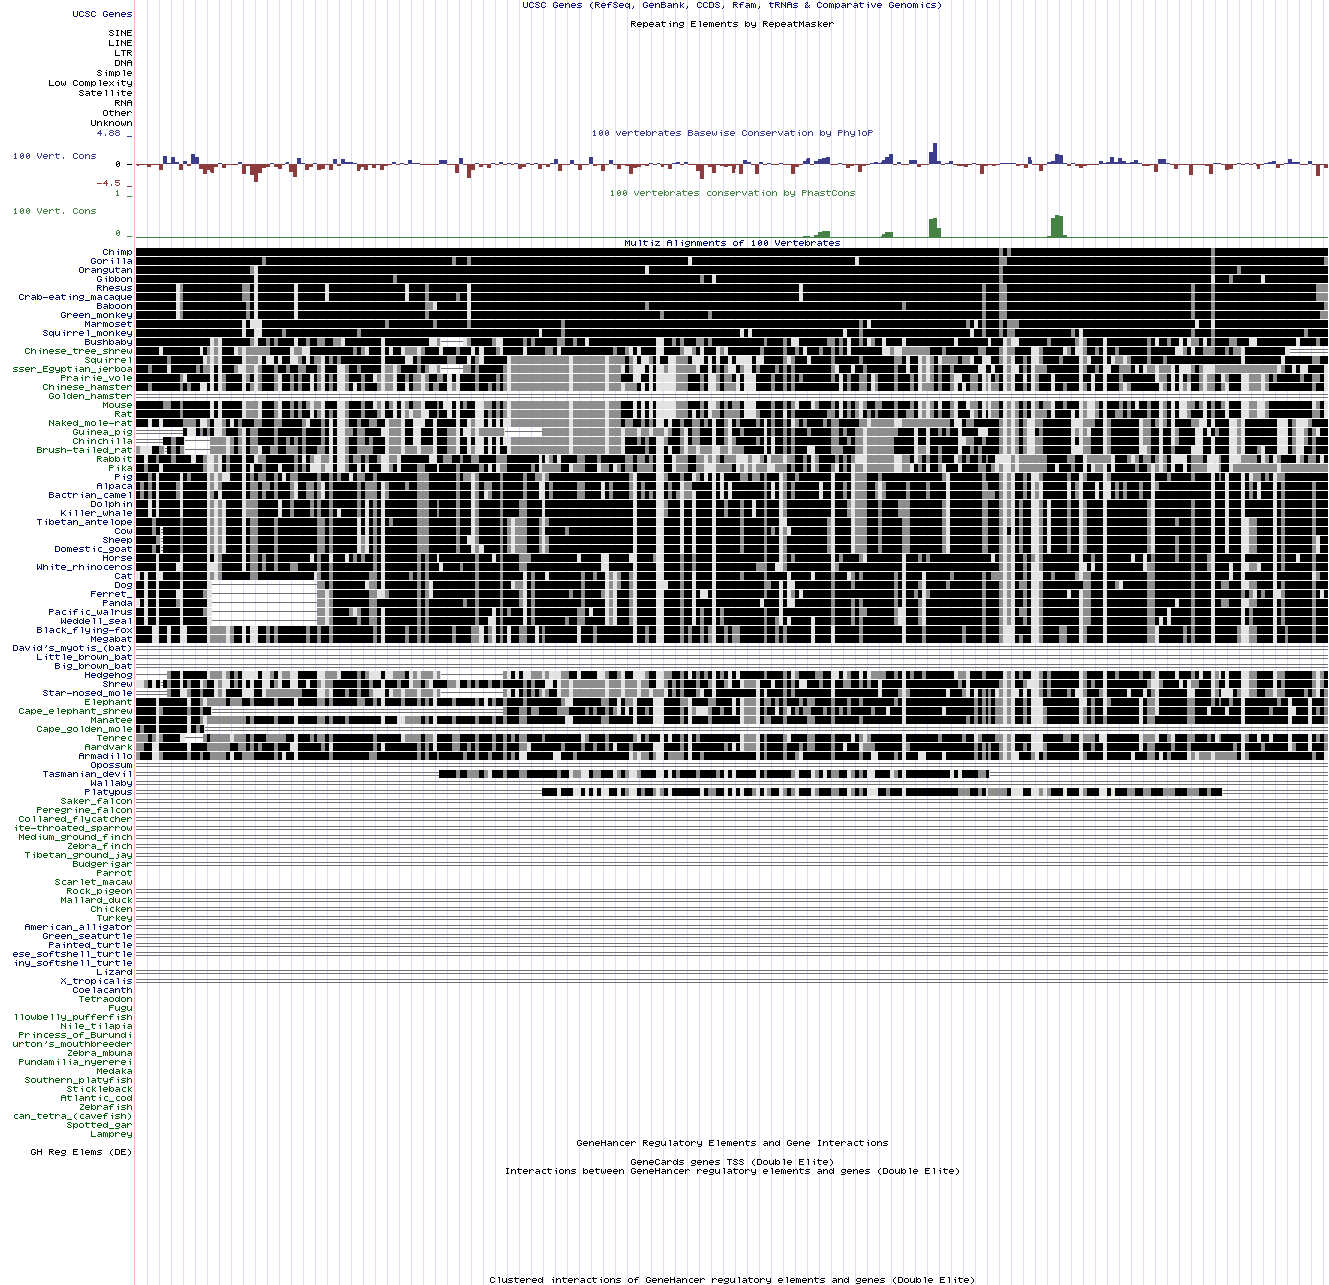 UCSC Genes (RefSeq, GenBank, CCDS, Rfam, tRNAs & Comparative Genomics)
UCSC Genes
Repeating Elements by RepeatMasker
SINE
LINE
LTR
DNA
Simple
Low Complexity
Satellite
RNA
Other
Unknown
4.88 _
100 vertebrates Basewise Conservation by PhyloP
100 Vert. Cons
0 _
-4.5 _
100 vertebrates conservation by PhastCons
1 _
100 Vert. Cons
0 _
Multiz Alignments of 100 Vertebrates
Chimp
Gorilla
Orangutan
Gibbon
Rhesus
Crab-eating_macaque
Baboon
Green_monkey
Marmoset
Squirrel_monkey
Bushbaby
Chinese_tree_shrew
Squirrel
sser_Egyptian_jerboa
Prairie_vole
Chinese_hamster
Golden_hamster
Mouse
Rat
Naked_mole-rat
Guinea_pig
Chinchilla
Brush-tailed_rat
Rabbit
Pika
Pig
Alpaca
Bactrian_camel
Dolphin
Killer_whale
Tibetan_antelope
Cow
Sheep
Domestic_goat
Horse
White_rhinoceros
Cat
Dog
Ferret_
Panda
Pacific_walrus
Weddell_seal
Black_flying-fox
Megabat
David's_myotis_(bat)
Little_brown_bat
Big_brown_bat
Hedgehog
Shrew
Star-nosed_mole
Elephant
Cape_elephant_shrew
Manatee
Cape_golden_mole
Tenrec
Aardvark
Armadillo
Opossum
Tasmanian_devil
Wallaby
Platypus
Saker_falcon
Peregrine_falcon
Collared_flycatcher
ite-throated_sparrow
Medium_ground_finch
Zebra_finch
Tibetan_ground_jay
Budgerigar
Parrot
Scarlet_macaw
Rock_pigeon
Mallard_duck
Chicken
Turkey
American_alligator
Green_seaturtle
Painted_turtle
ese_softshell_turtle
iny_softshell_turtle
Lizard
X_tropicalis
Coelacanth
Tetraodon
Fugu
llowbelly_pufferfish
Nile_tilapia
Princess_of_Burundi
urton's_mouthbreeder
Zebra_mbuna
Pundamilia_nyererei
Medaka
Southern_platyfish
Stickleback
Atlantic_cod
Zebrafish
can_tetra_(cavefish)
Spotted_gar
Lamprey
GeneHancer Regulatory Elements and Gene Interactions
GH Reg Elems (DE)
GeneCards genes TSS (Double Elite)
Interactions between GeneHancer regulatory elements and genes (Double Elite)
Clustered interactions of GeneHancer regulatory elements and genes (Double Elite)